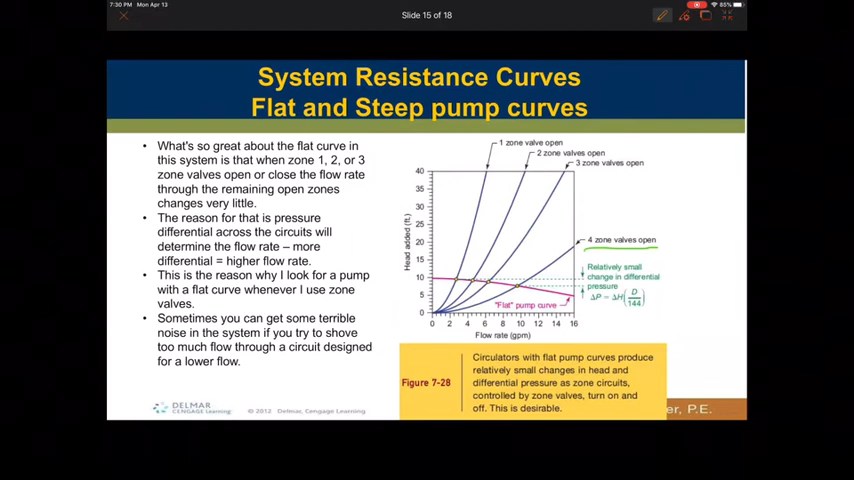 7:30 PM Mon Apr 13
85%
Slide 15 of 18
System Resistance Curves
Flat and Steep pump curves
• What's so great about the flat curve in
this system is that when zone 1, 2, or 3
zone valves open or close the flow rate
through the remaining open zones
changes very little.
• The reason for that is pressure
differential across the circuits will
determine the flow rate – more
differential = higher flow rate.
• This is the reason why I look for a pump
with a flat curve whenever I use zone
valves.
• Sometimes you can get some terrible
noise in the system if you try to shove
too much flow through a circuit designed
for a lower flow.
1 zone valve open
2 zone valves open
3 zone valves open
4 zone valves open
Head added (ft.)
40
35
30
25
20
15
10
5
0
Relatively small
change in differential
pressure
ΔP = ΔH(D/144)
"Flat" pump curve
0 2 4 6 8 10 12 14 16
Flow rate (gpm)
Figure 7-28
Circulators with flat pump curves produce
relatively small changes in head and
differential pressure as zone circuits,
controlled by zone valves, turn on and
off. This is desirable.
DELMAR
CENGAGE Learning
© 2012 Delmar, Cengage Learning
er, P.E.